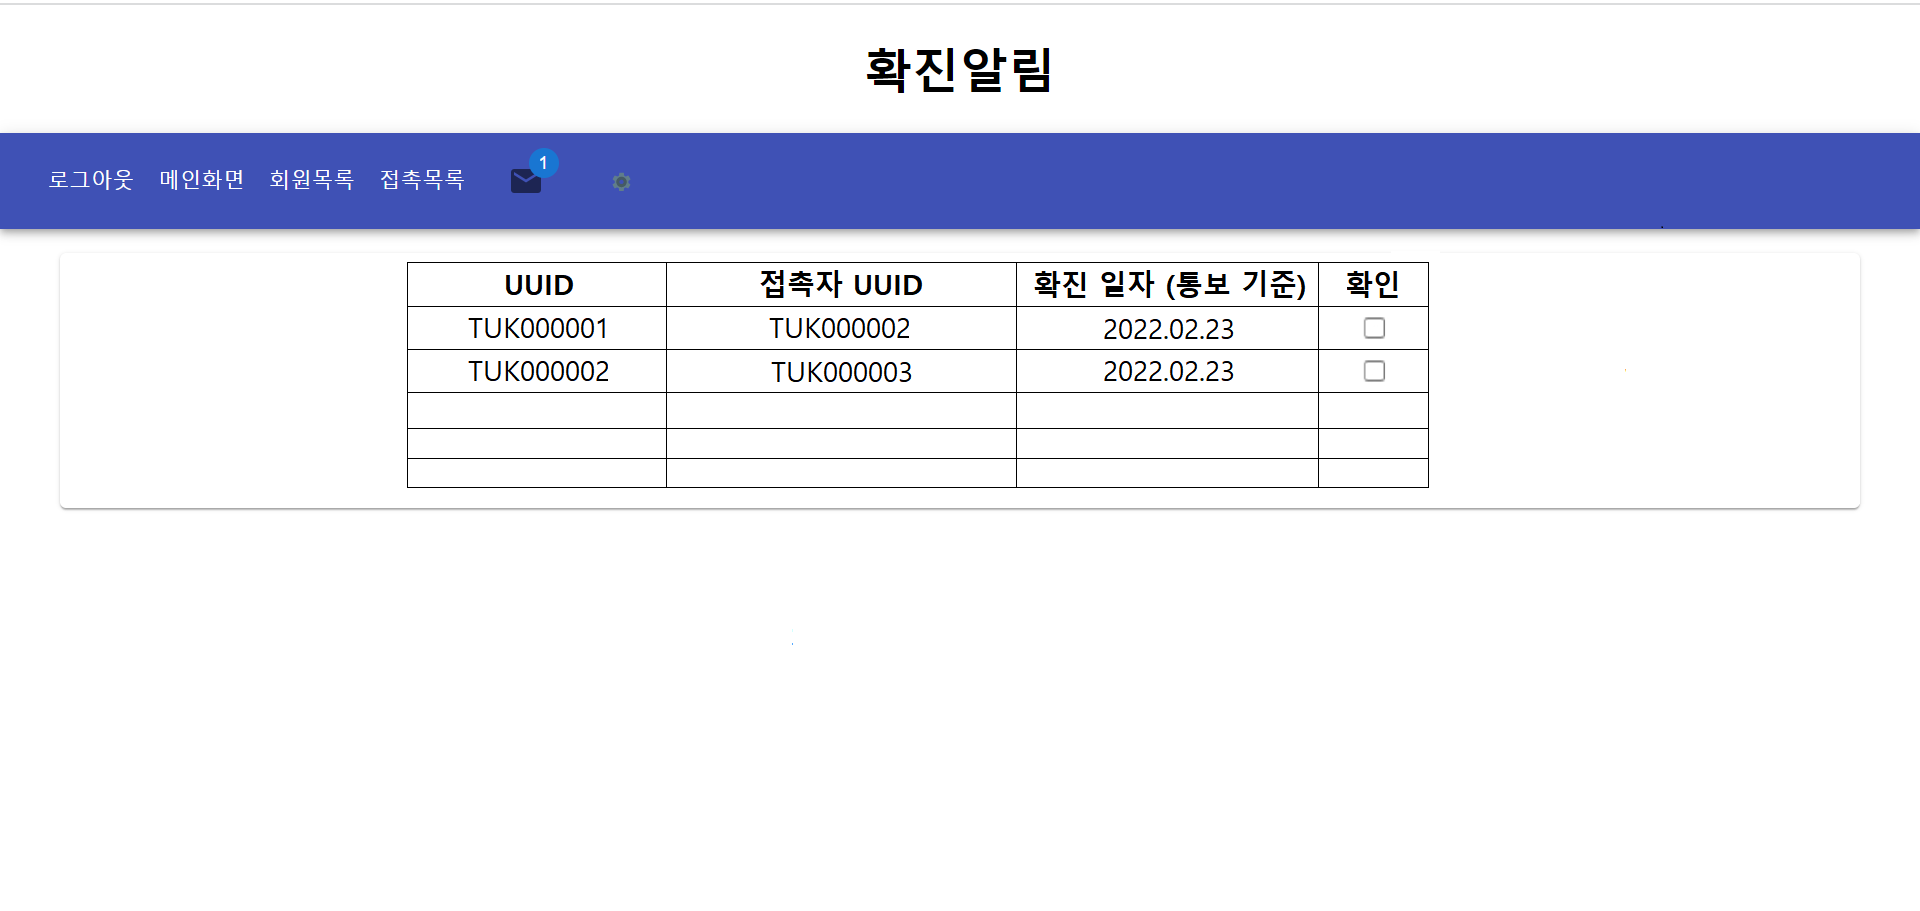 확진알림
로그아웃 메인화면 회원목록 접촉목록 1
UUID 접촉자 UUID 확진 일자 (통보 기준) 확인
TUK000001 TUK000002 2022.02.23
TUK000002 TUK000003 2022.02.23